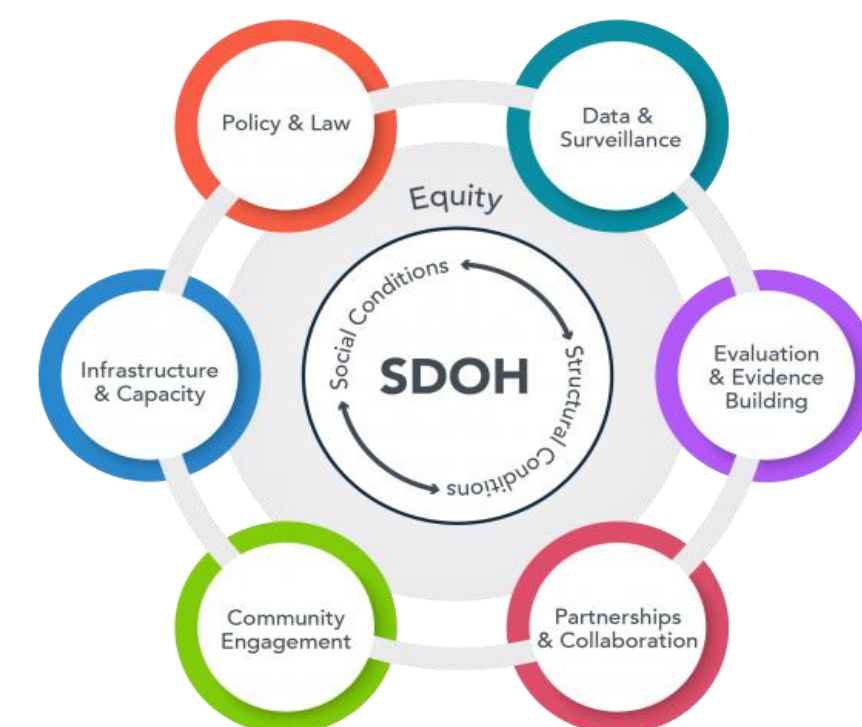 Policy & Law
Data &
Surveillance
Equity
Social Conditions
Structural Conditions
SDOH
Infrastructure
& Capacity
Evaluation
& Evidence
Building
Community
Engagement
Partnerships
& Collaboration